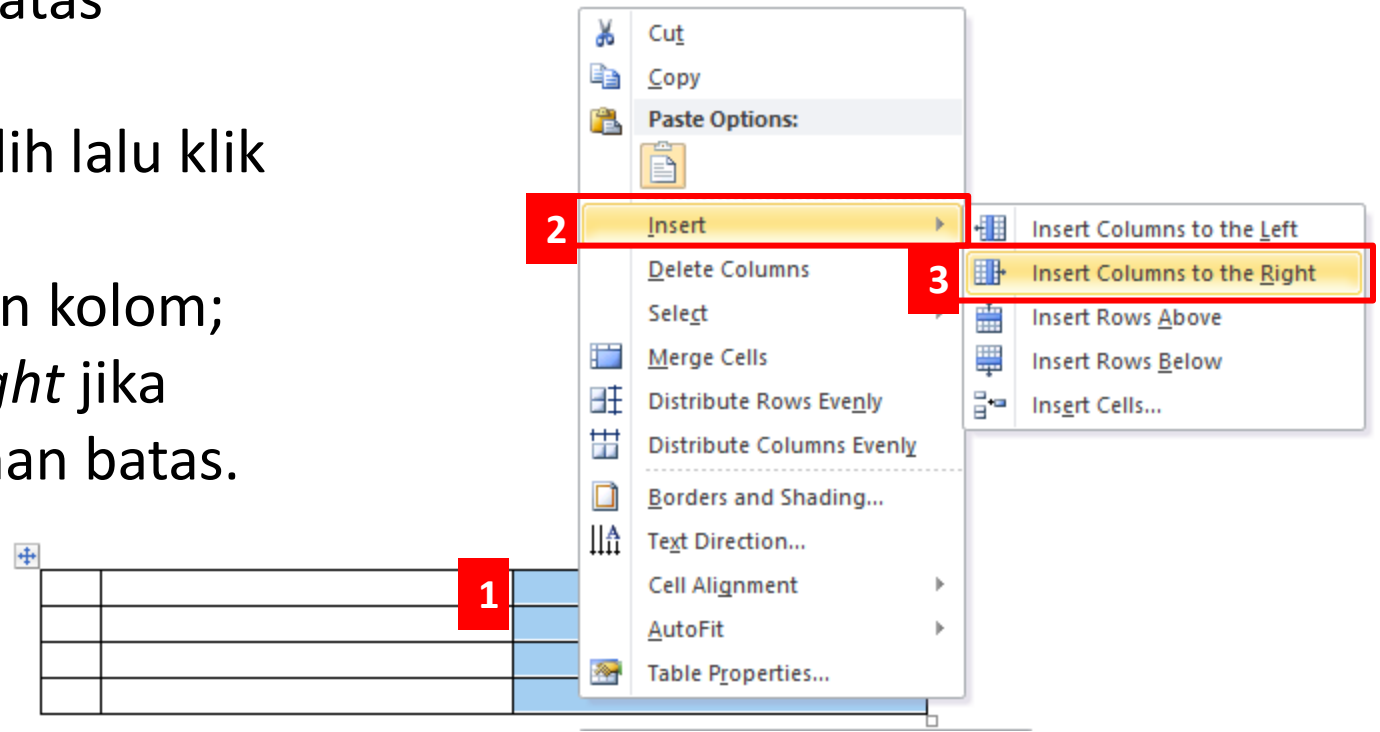 atas
lih lalu klik
n kolom;
ght jika
nan batas.
1
Cut
Copy
Paste Options:
2
Insert
Delete Columns
Select
Merge Cells
Distribute Rows Evenly
Distribute Columns Evenly
Borders and Shading...
Text Direction...
Cell Alignment
AutoFit
Table Properties...
Insert Columns to the Left
3
Insert Columns to the Right
Insert Rows Above
Insert Rows Below
Insert Cells...